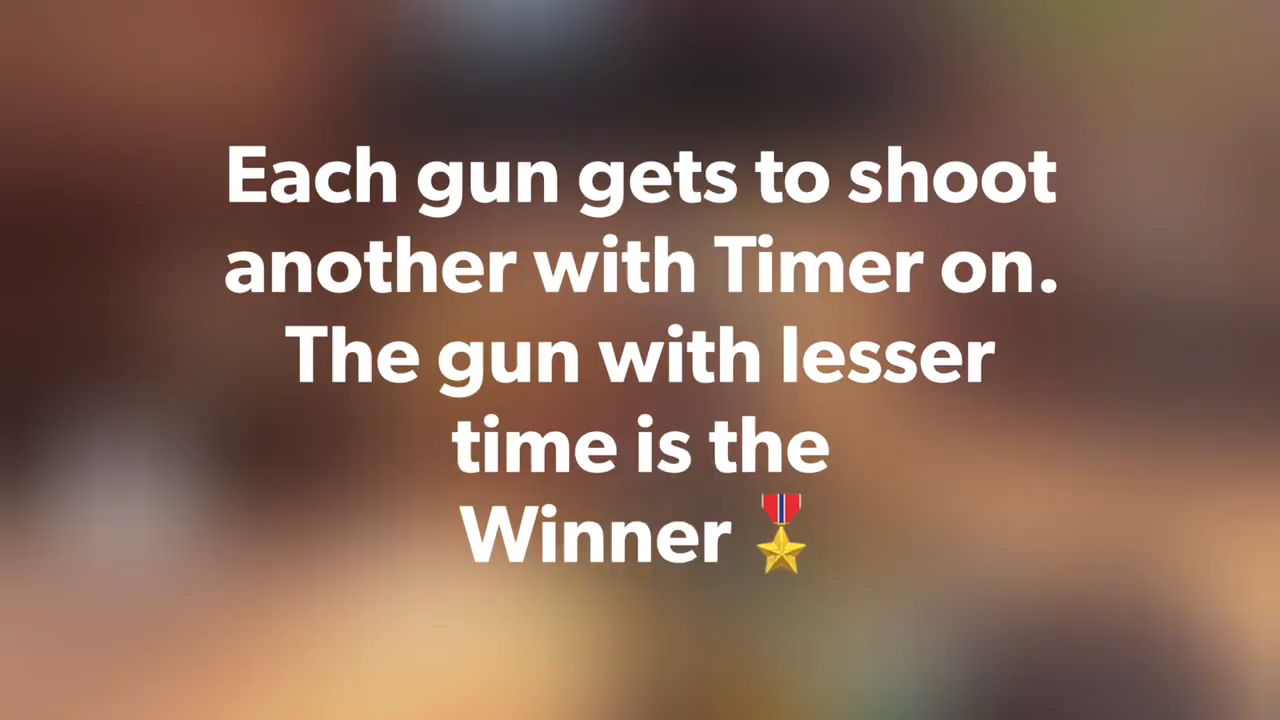 Each gun gets to shoot
another with Timer on.
The gun with lesser
time is the
Winner 🎖